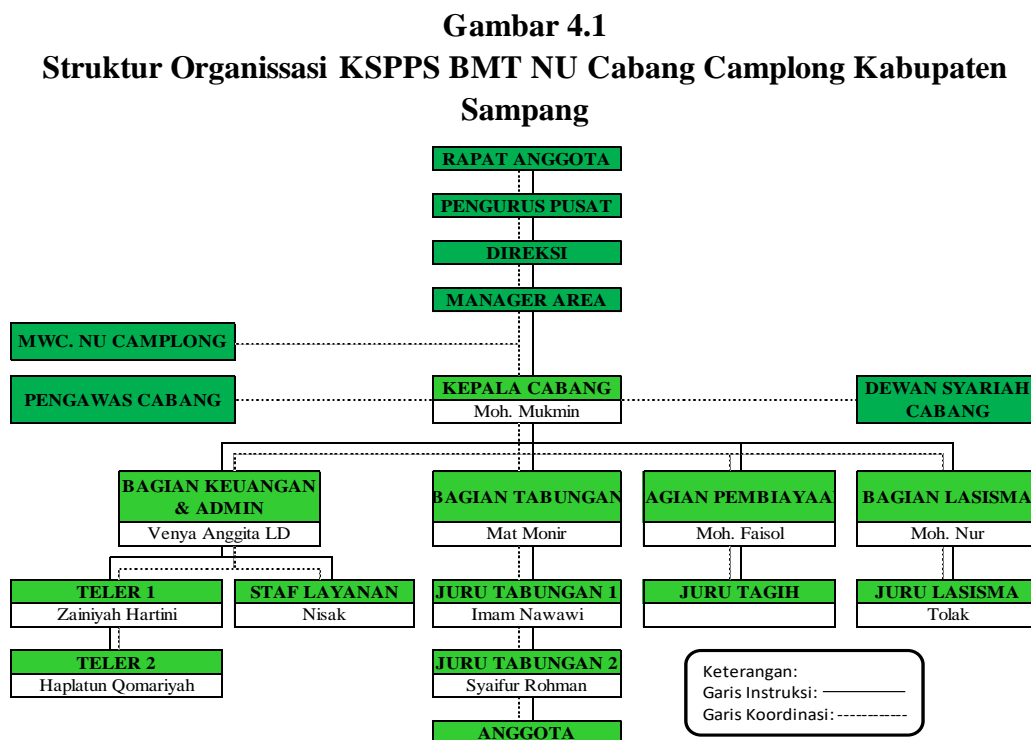 Gambar 4.1
Struktur Organissasi KSPPS BMT NU Cabang Camplong Kabupaten
Sampang
RAPAT ANGGOTA
PENGURUS PUSAT
DIREKSI
MANAGER AREA
MWC. NU CAMPLONG
PENGAWAS CABANG
KEPALA CABANG
Moh. Mukmin
DEWAN SYARIAH
CABANG
BAGIAN KEUANGAN
& ADMIN
Venya Anggita LD
BAGIAN TABUNGAN
Mat Monir
AGIAN PEMBIAYAA
Moh. Faisol
BAGIAN LASISMA
Moh. Nur
TELER 1
Zainiyah Hartini
STAF LAYANAN
Nisak
JURU TABUNGAN 1
Imam Nawawi
JURU TAGIH
JURU LASISMA
Tolak
TELER 2
Haplatun Qomariyah
JURU TABUNGAN 2
Syaifur Rohman
ANGGOTA
Keterangan:
Garis Instruksi:
Garis Koordinasi: